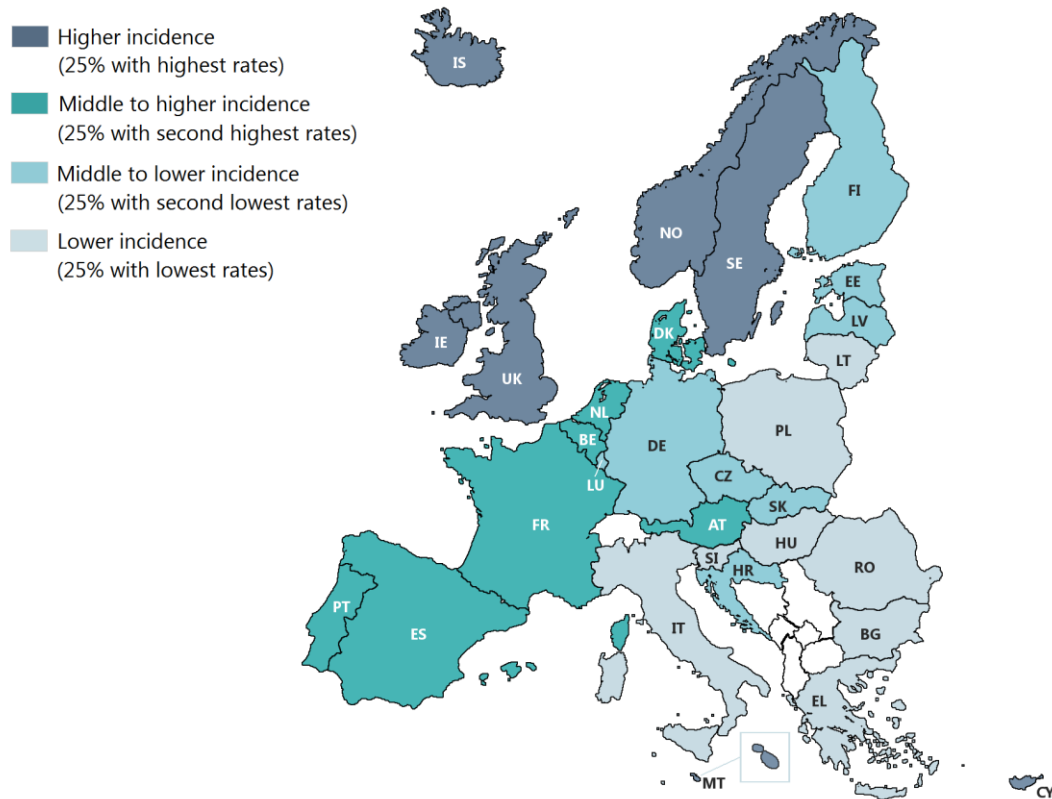 Higher incidence
(25% with highest rates)
Middle to higher incidence
(25% with second highest rates)
Middle to lower incidence
(25% with second lowest rates)
Lower incidence
(25% with lowest rates)
IS
FI
NO
SE
EE
LV
DK
IE
LT
UK
NL
PL
BE
DE
CZ
LU
SK
FR
AT
HU
SI
HR
RO
PT
ES
IT
BG
EL
MT
CY